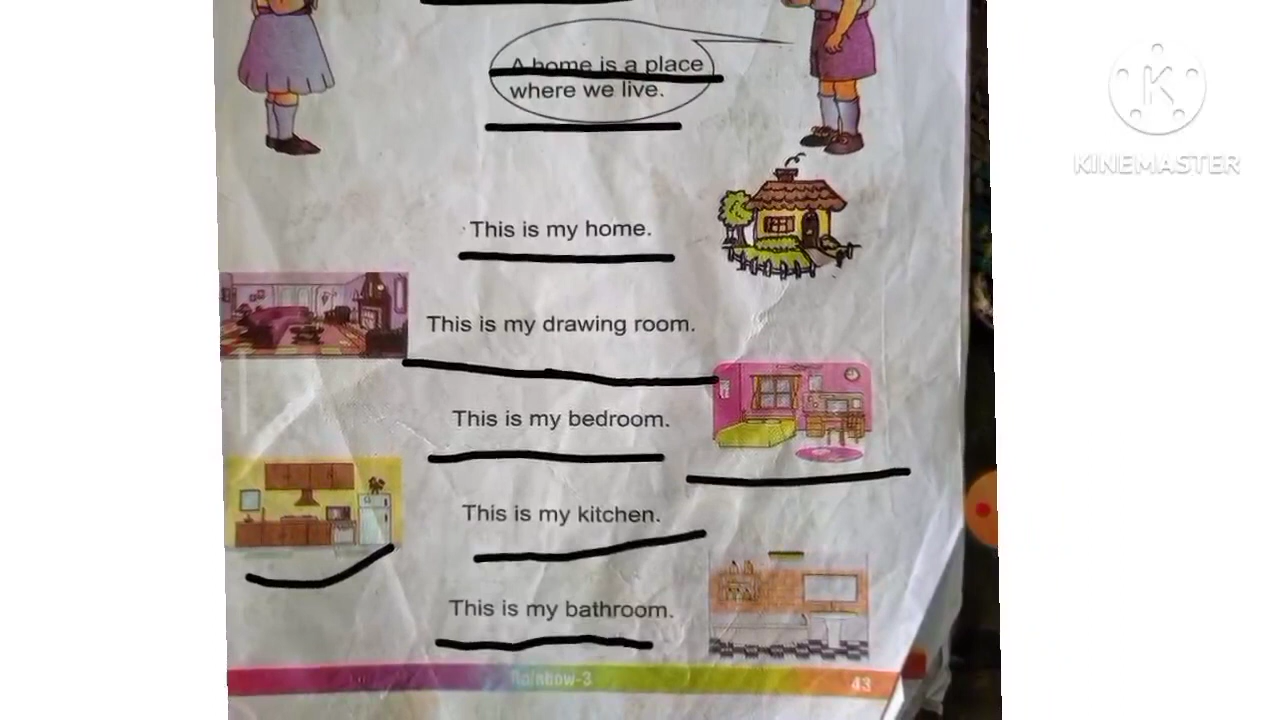 A home is a place
where we live.
This is my home.
This is my drawing room.
This is my bedroom.
This is my kitchen.
This is my bathroom.
Rainbow-3
43
K
KINEMASTER